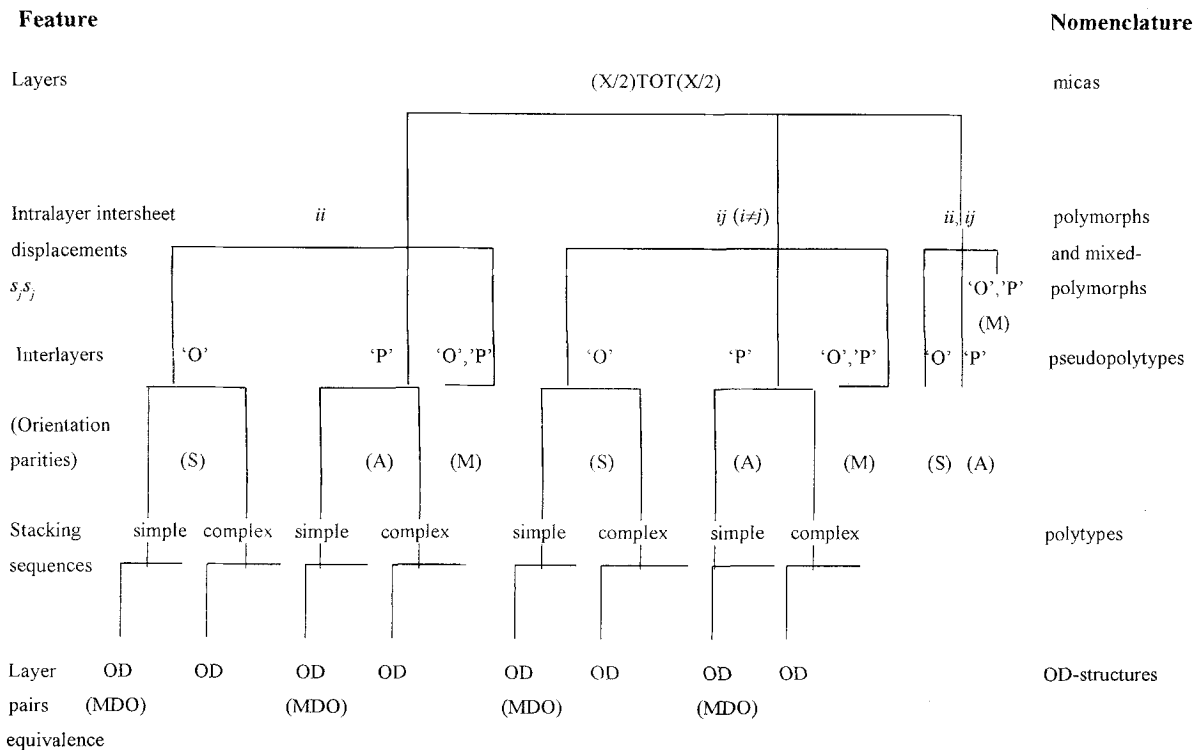 Feature Nomenclature
Layers (X/2)TOT(X/2) micas
Intralayer intersheet ii ij (i≠j) ii, ij polymorphs
displacements and mixed-
s_j s_j 'O','P' polymorphs
(M)
Interlayers 'O' 'P' 'O','P' 'O' 'P' 'O','P' 'O' 'P' pseudopolytypes
(Orientation
parities) (S) (A) (M) (S) (A) (M) (S) (A)
Stacking simple complex simple complex simple complex simple complex polytypes
sequences
Layer OD OD OD OD OD OD OD OD OD-structures
pairs (MDO) (MDO) (MDO) (MDO)
equivalence